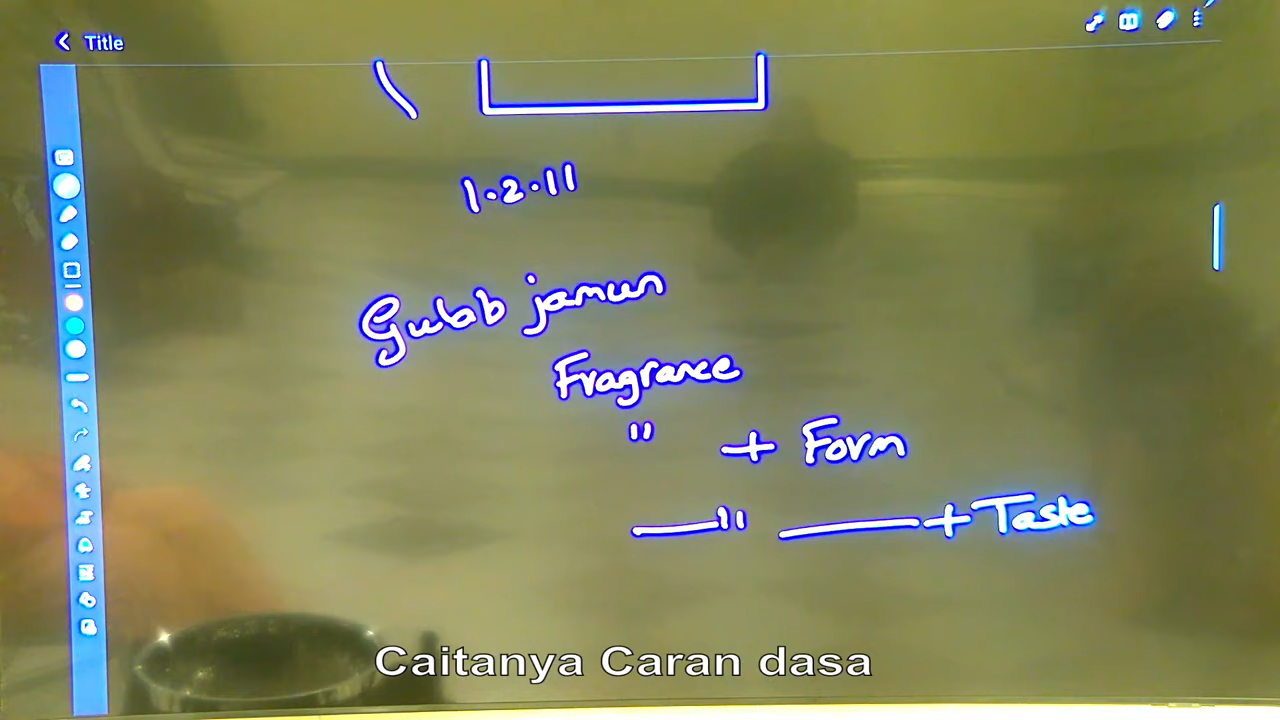 Title
1.2.11
Gulab jamun
Fragrance
" + Form
—" —+ Taste
Caitanya Caran dasa